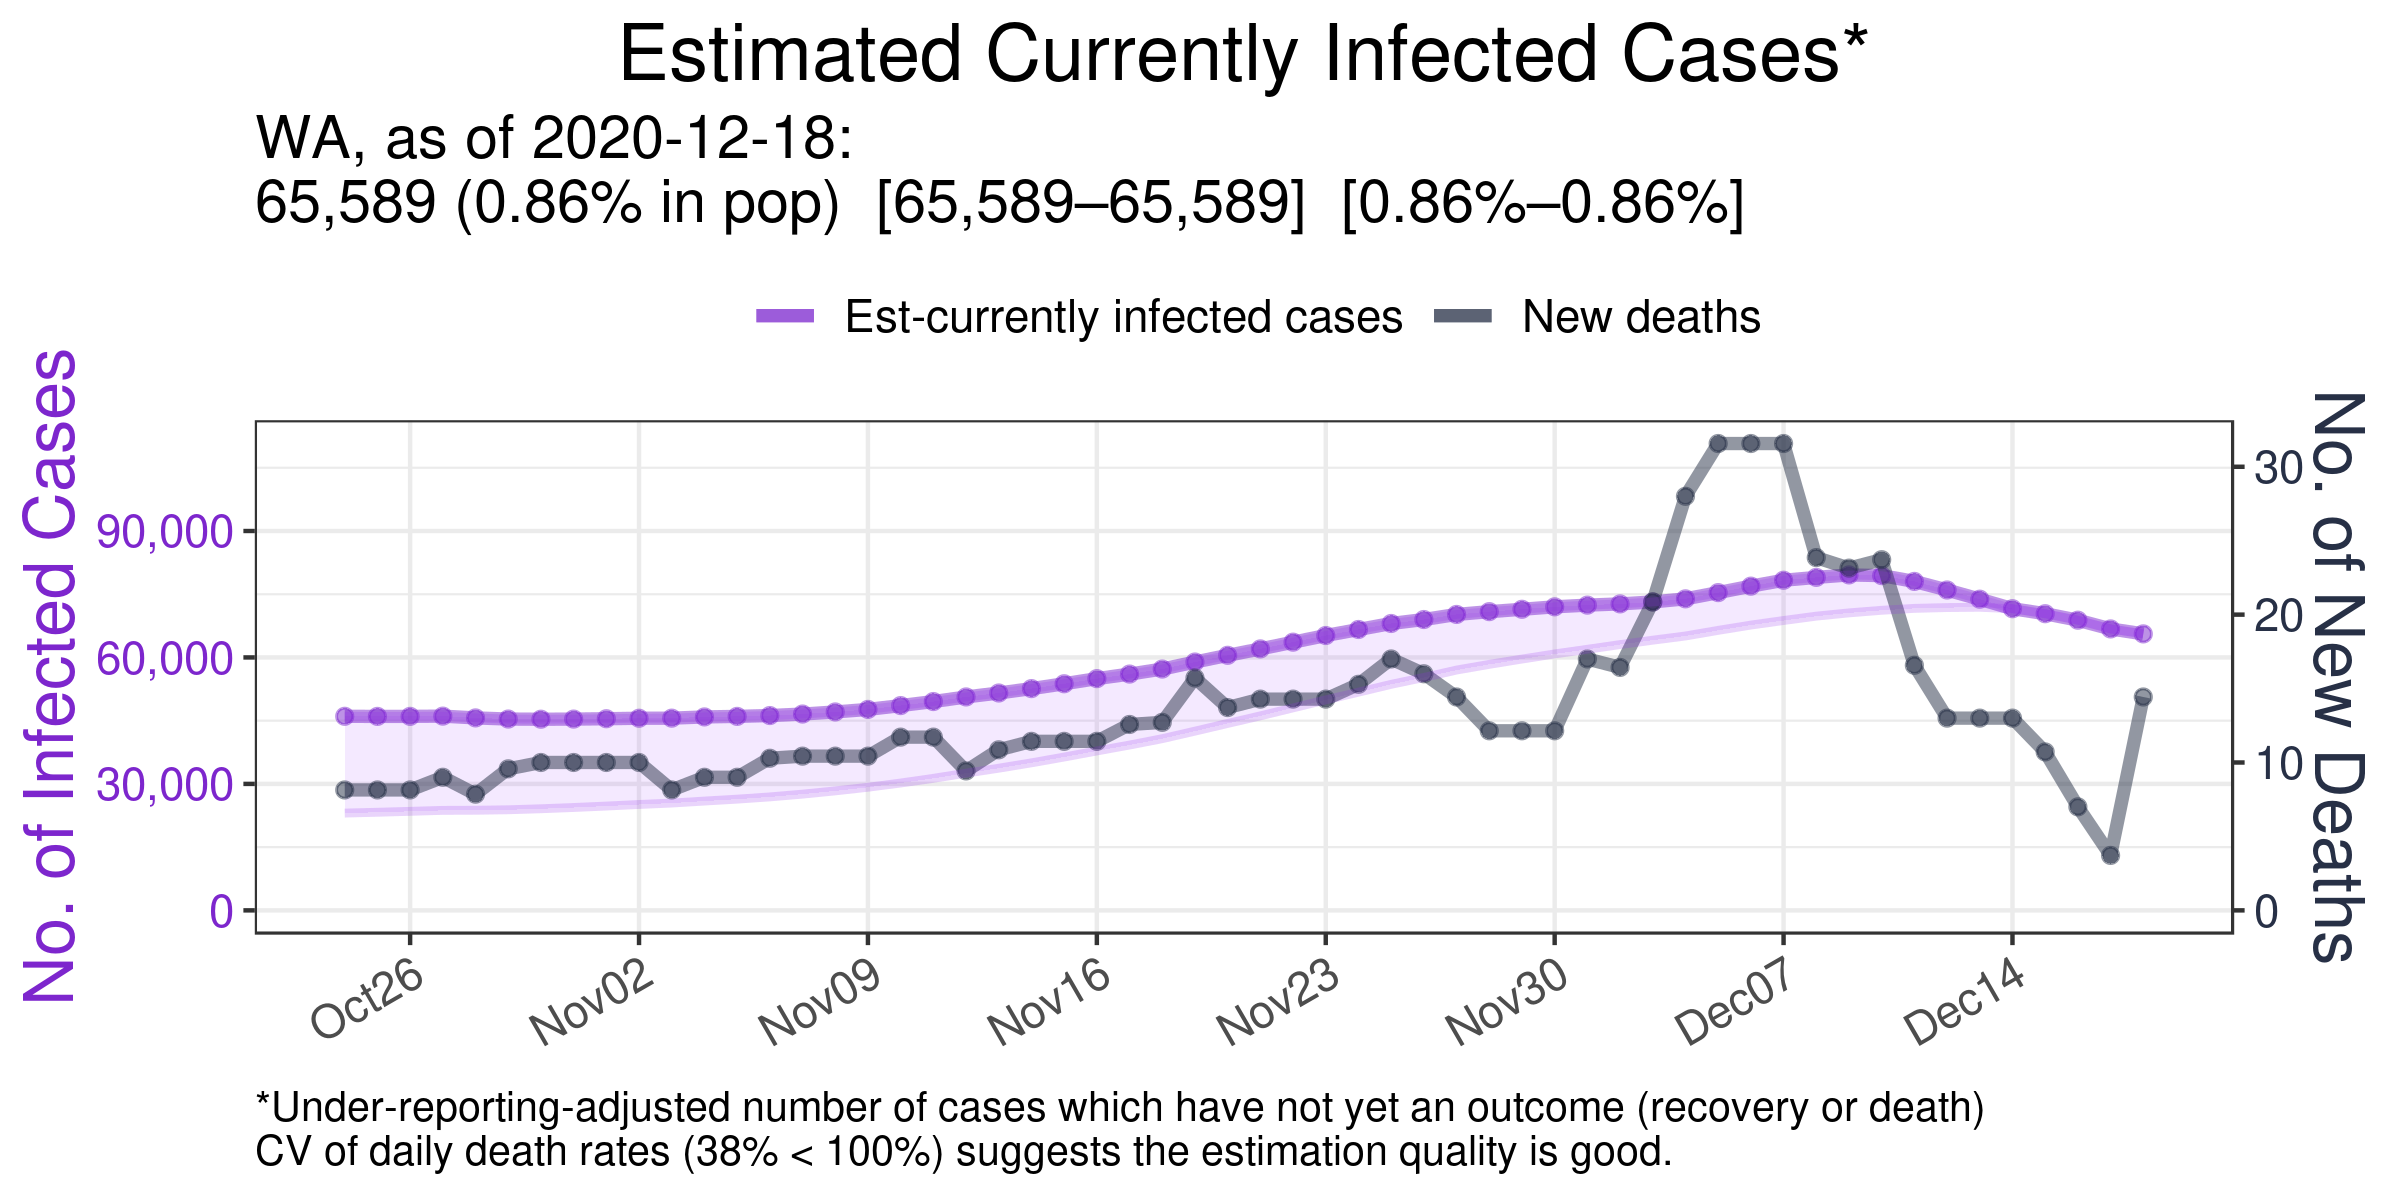 Estimated Currently Infected Cases*
WA, as of 2020-12-18:
65,589 (0.86% in pop)  [65,589–65,589]  [0.86%–0.86%]
Est-currently infected cases
New deaths
No. of Infected Cases
90,000
60,000
30,000
0
30
20
10
0
No. of New Deaths
Oct26
Nov02
Nov09
Nov16
Nov23
Nov30
Dec07
Dec14
*Under-reporting-adjusted number of cases which have not yet an outcome (recovery or death)
CV of daily death rates (38% < 100%) suggests the estimation quality is good.